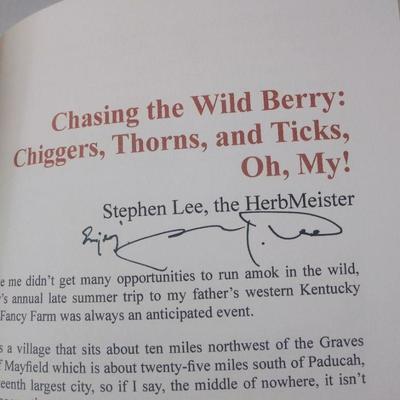 Chasing the Wild Berry:
Chiggers, Thorns, and Ticks,
Oh, My!
Stephen Lee, the HerbMeister
Enjoy
e me didn't get many opportunities to run amok in the wild,
's annual late summer trip to my father's western Kentucky
Fancy Farm was always an anticipated event.
s a village that sits about ten miles northwest of the Graves
f Mayfield which is about twenty-five miles south of Paducah,
eenth largest city, so if I say, the middle of nowhere, it isn't